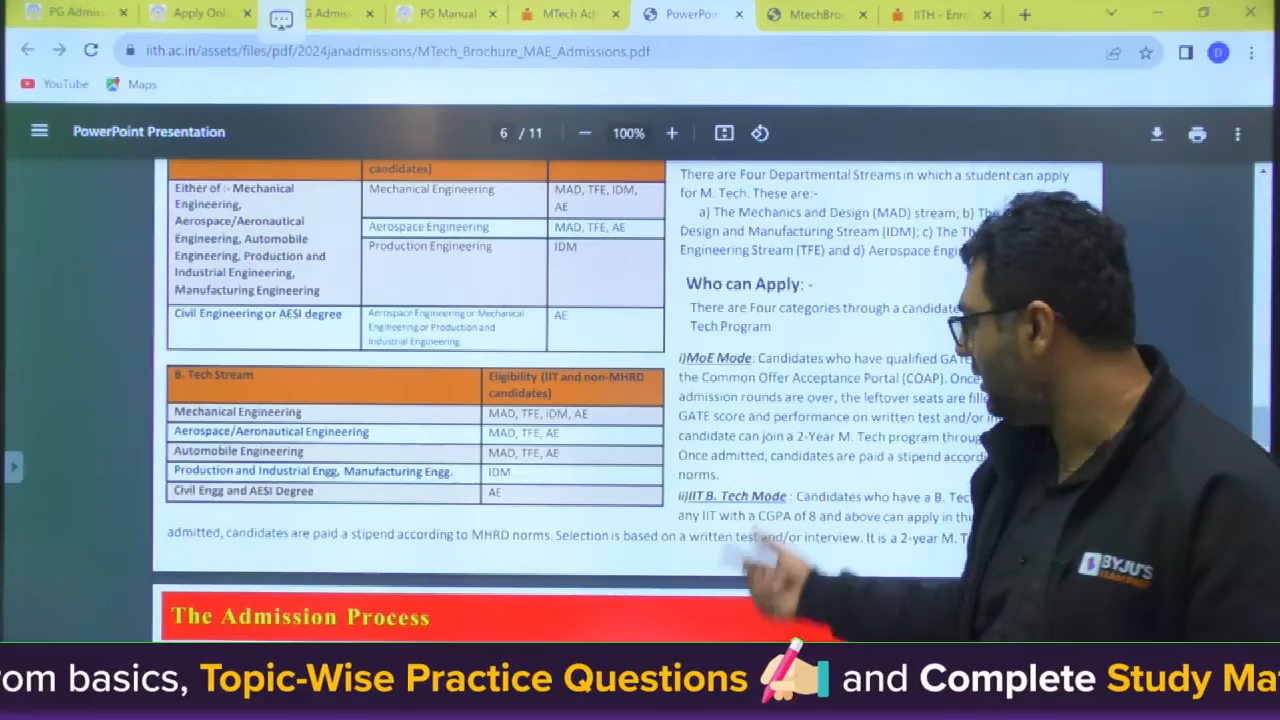 PG Admis
Apply Onl
G Admiss
PG Manual
MTech Ad
PowerPoin
MtechBro
IITH - Enro
iith.ac.in/assets/files/pdf/2024janadmissions/MTech_Brochure_MAE_Admissions.pdf
D
YouTube
Maps
PowerPoint Presentation
6 / 11
100%
candidates)
Either of :- Mechanical
Engineering,
Aerospace/Aeronautical
Engineering, Automobile
Engineering, Production and
Industrial Engineering,
Manufacturing Engineering
Mechanical Engineering
MAD, TFE, IDM,
AE
Aerospace Engineering
MAD, TFE, AE
Production Engineering
IDM
Civil Engineering or AESI degree
Aerospace Engineering or Mechanical
Engineering or Production and
Industrial Engineering
AE
B. Tech Stream
Eligibility (IIT and non-MHRD
candidates)
Mechanical Engineering
MAD, TFE, IDM, AE
Aerospace/Aeronautical Engineering
MAD, TFE, AE
Automobile Engineering
MAD, TFE, AE
Production and Industrial Engg, Manufacturing Engg.
IDM
Civil Engg and AESI Degree
AE
There are Four Departmental Streams in which a student can apply
for M. Tech. These are:-
a) The Mechanics and Design (MAD) stream; b) The
Design and Manufacturing Stream (IDM); c) The Th
Engineering Stream (TFE) and d) Aerospace Engi
Who can Apply: -
There are Four categories through a candidate
Tech Program
i)MoE Mode: Candidates who have qualified GATE
the Common Offer Acceptance Portal (COAP). Once
admission rounds are over, the leftover seats are fille
GATE score and performance on written test and/or in
candidate can join a 2-Year M. Tech program throug
Once admitted, candidates are paid a stipend accord
norms.
ii)IIT B. Tech Mode : Candidates who have a B. Tec
any IIT with a CGPA of 8 and above can apply in th
admitted, candidates are paid a stipend according to MHRD norms. Selection is based on a written test and/or interview. It is a 2-year M. T
The Admission Process
BYJU'S
EXAM PREP
rom basics, Topic-Wise Practice Questions and Complete Study Ma